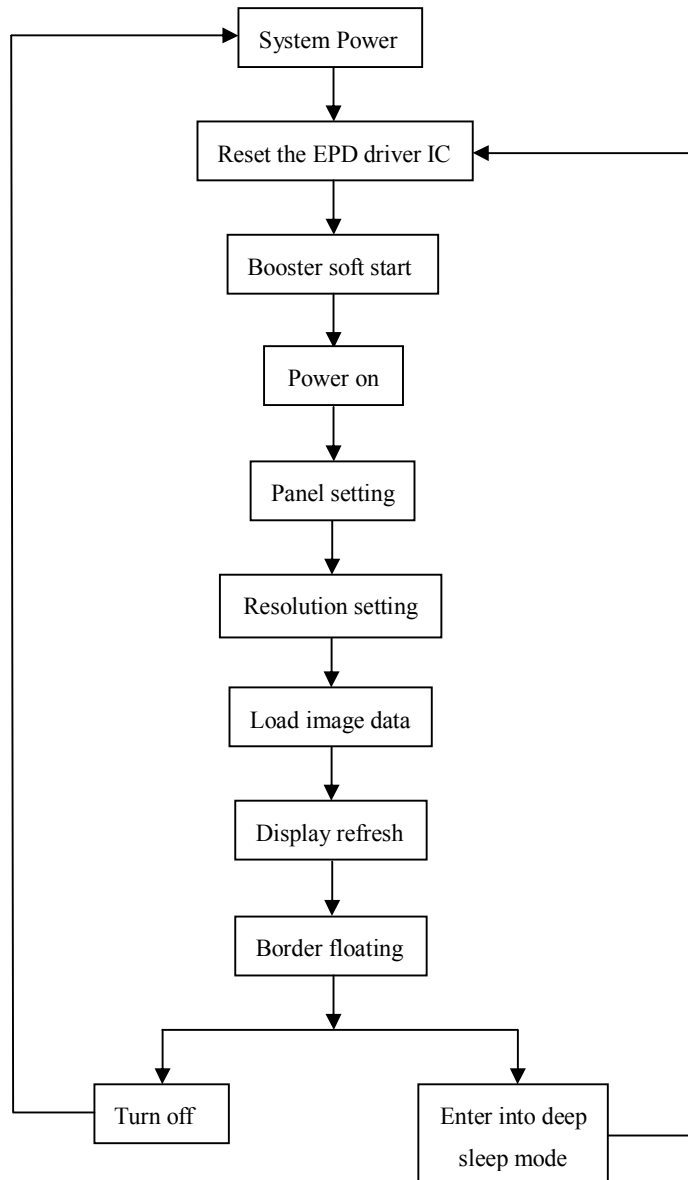 System Power
Reset the EPD driver IC
Booster soft start
Power on
Panel setting
Resolution setting
Load image data
Display refresh
Border floating
Turn off
Enter into deep
sleep mode